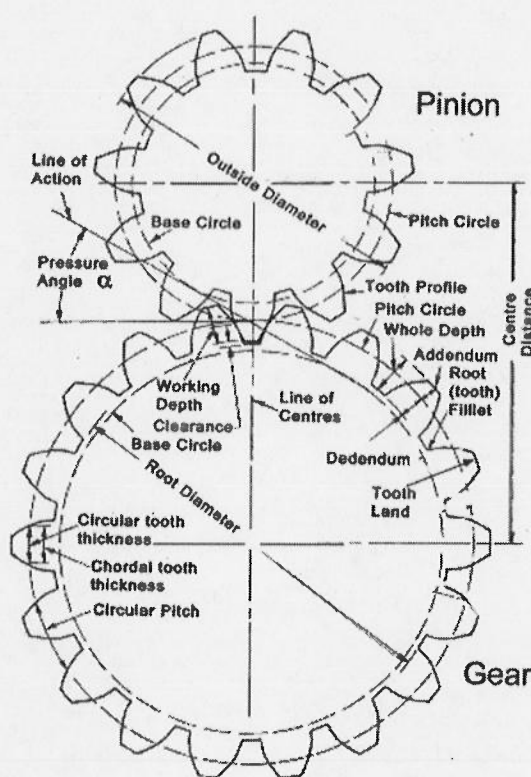 Pinion
Line of
Action
Outside Diameter
Base Circle
Pitch Circle
Pressure
Angle α
Tooth Profile
Pitch Circle
Whole Depth
Centre
Distance
Addendum
Root
(tooth)
Filllet
Working
Depth
Line of
Centres
Clearance
Base Circle
Dedendum
Root Diameter
Tooth
Land
Circular tooth
thickness
Chordal tooth
thickness
Circular Pitch
Gear